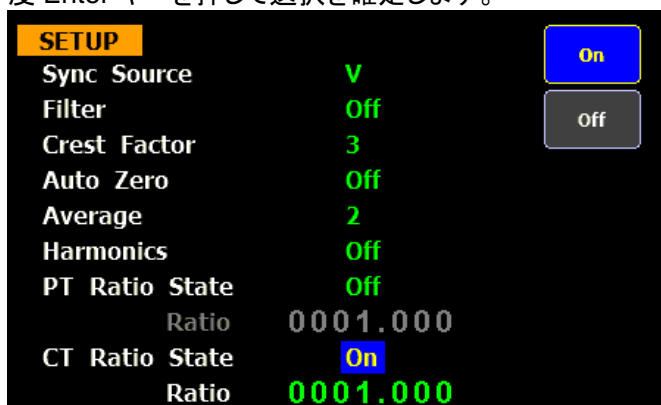 度 Enter キーを押して選択を確定します。
SETUP
On
Sync Source V
Filter Off
Off
Crest Factor 3
Auto Zero Off
Average 2
Harmonics Off
PT Ratio State Off
Ratio 0001.000
CT Ratio State On
Ratio 0001.000